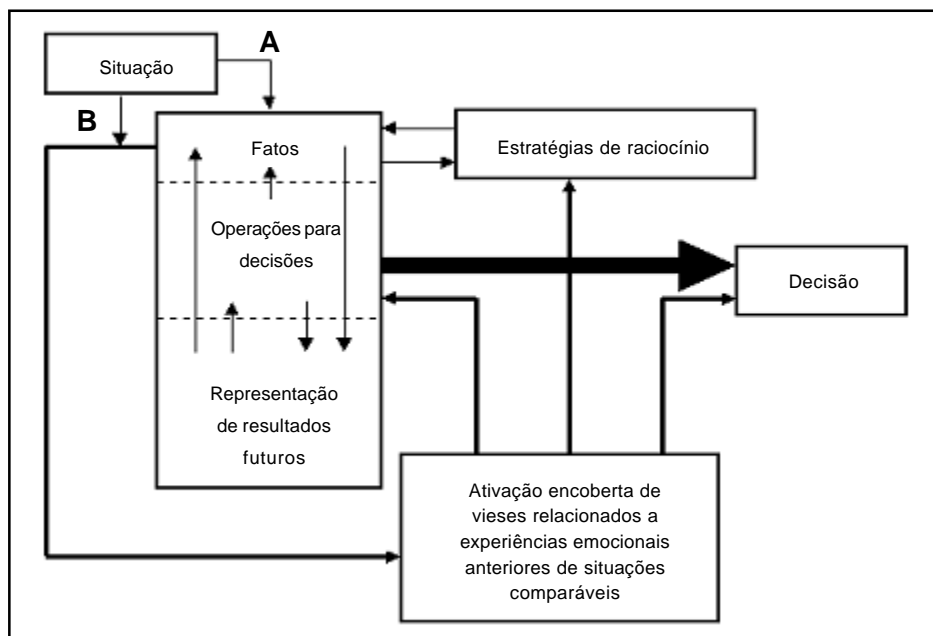 A
Situação
B
Fatos
Estratégias de raciocínio
Operações para
decisões
Decisão
Representação
de resultados
futuros
Ativação encoberta de
vieses relacionados a
experiências emocionais
anteriores de situações
comparáveis